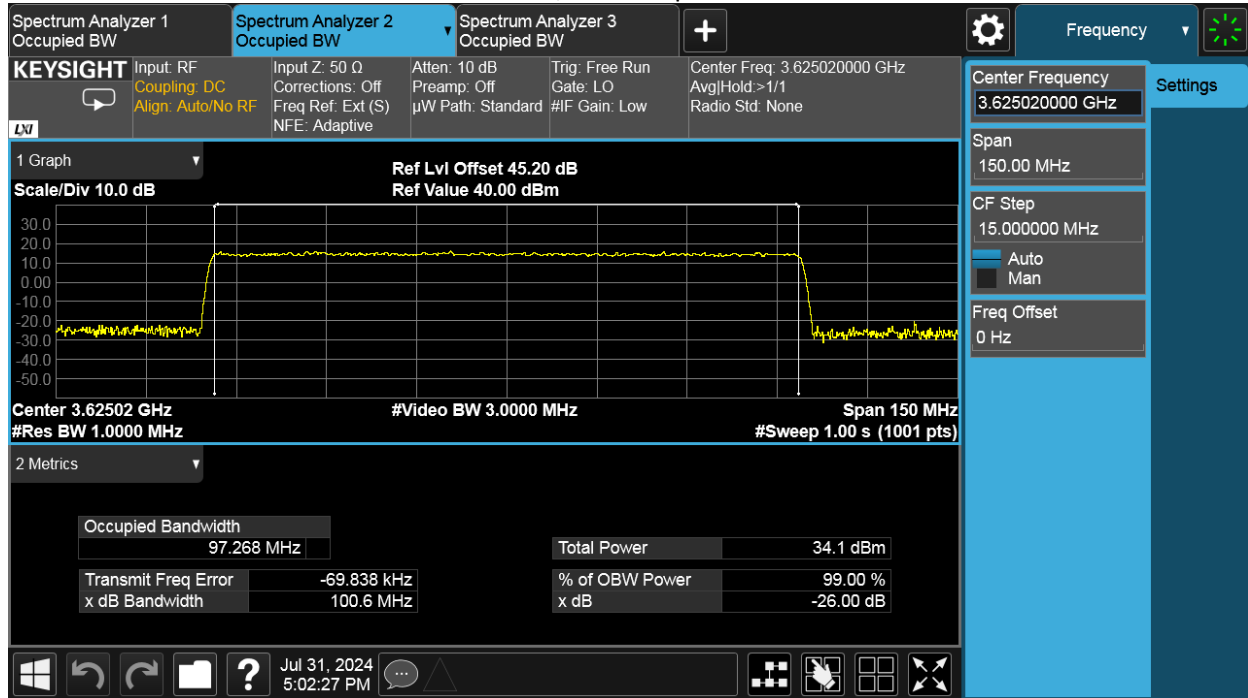 Spectrum Analyzer 1
Occupied BW
Spectrum Analyzer 2
Occupied BW
Spectrum Analyzer 3
Occupied BW
+
Frequency
KEYSIGHT
LXI
Input: RF
Coupling: DC
Align: Auto/No RF
Input Z: 50 Ω
Corrections: Off
Freq Ref: Ext (S)
NFE: Adaptive
Atten: 10 dB
Preamp: Off
µW Path: Standard
Trig: Free Run
Gate: LO
#IF Gain: Low
Center Freq: 3.625020000 GHz
Avg|Hold:>1/1
Radio Std: None
Center Frequency
3.625020000 GHz
Settings
Span
150.00 MHz
CF Step
15.000000 MHz
Auto
Man
Freq Offset
0 Hz
1 Graph
Scale/Div 10.0 dB
Ref Lvl Offset 45.20 dB
Ref Value 40.00 dBm
30.0
20.0
10.0
0.00
-10.0
-20.0
-30.0
-40.0
-50.0
Center 3.62502 GHz
#Res BW 1.0000 MHz
#Video BW 3.0000 MHz
Span 150 MHz
#Sweep 1.00 s (1001 pts)
2 Metrics
Occupied Bandwidth
97.268 MHz
Total Power 34.1 dBm
Transmit Freq Error -69.838 kHz
% of OBW Power 99.00 %
x dB Bandwidth 100.6 MHz
x dB -26.00 dB
?
Jul 31, 2024
5:02:27 PM